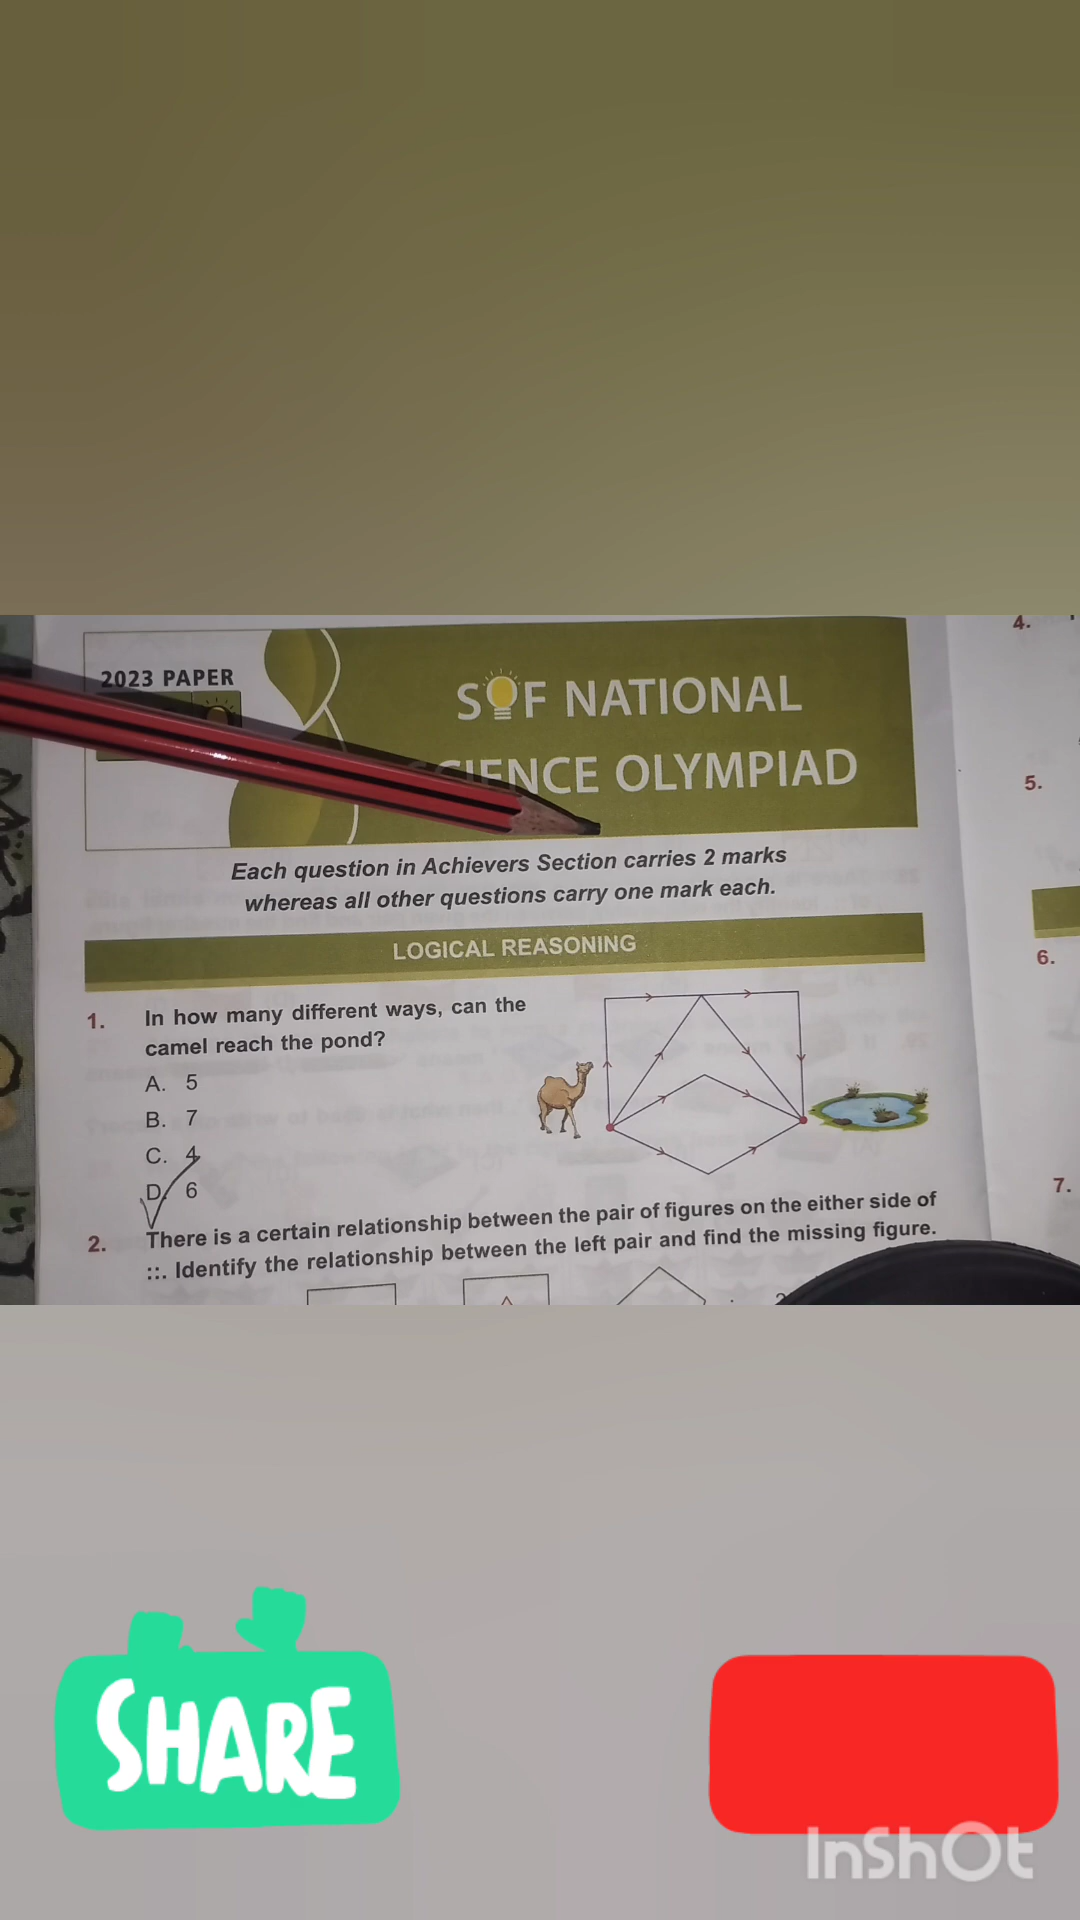 2023 PAPER
SOF NATIONAL
SCIENCE OLYMPIAD
Each question in Achievers Section carries 2 marks
whereas all other questions carry one mark each.
LOGICAL REASONING
1. In how many different ways, can the
camel reach the pond?
A. 5
B. 7
C. 4
D. 6
2. There is a certain relationship between the pair of figures on the either side of
::. Identify the relationship between the left pair and find the missing figure.
4.
5.
6.
7.
SHARE
InShOt